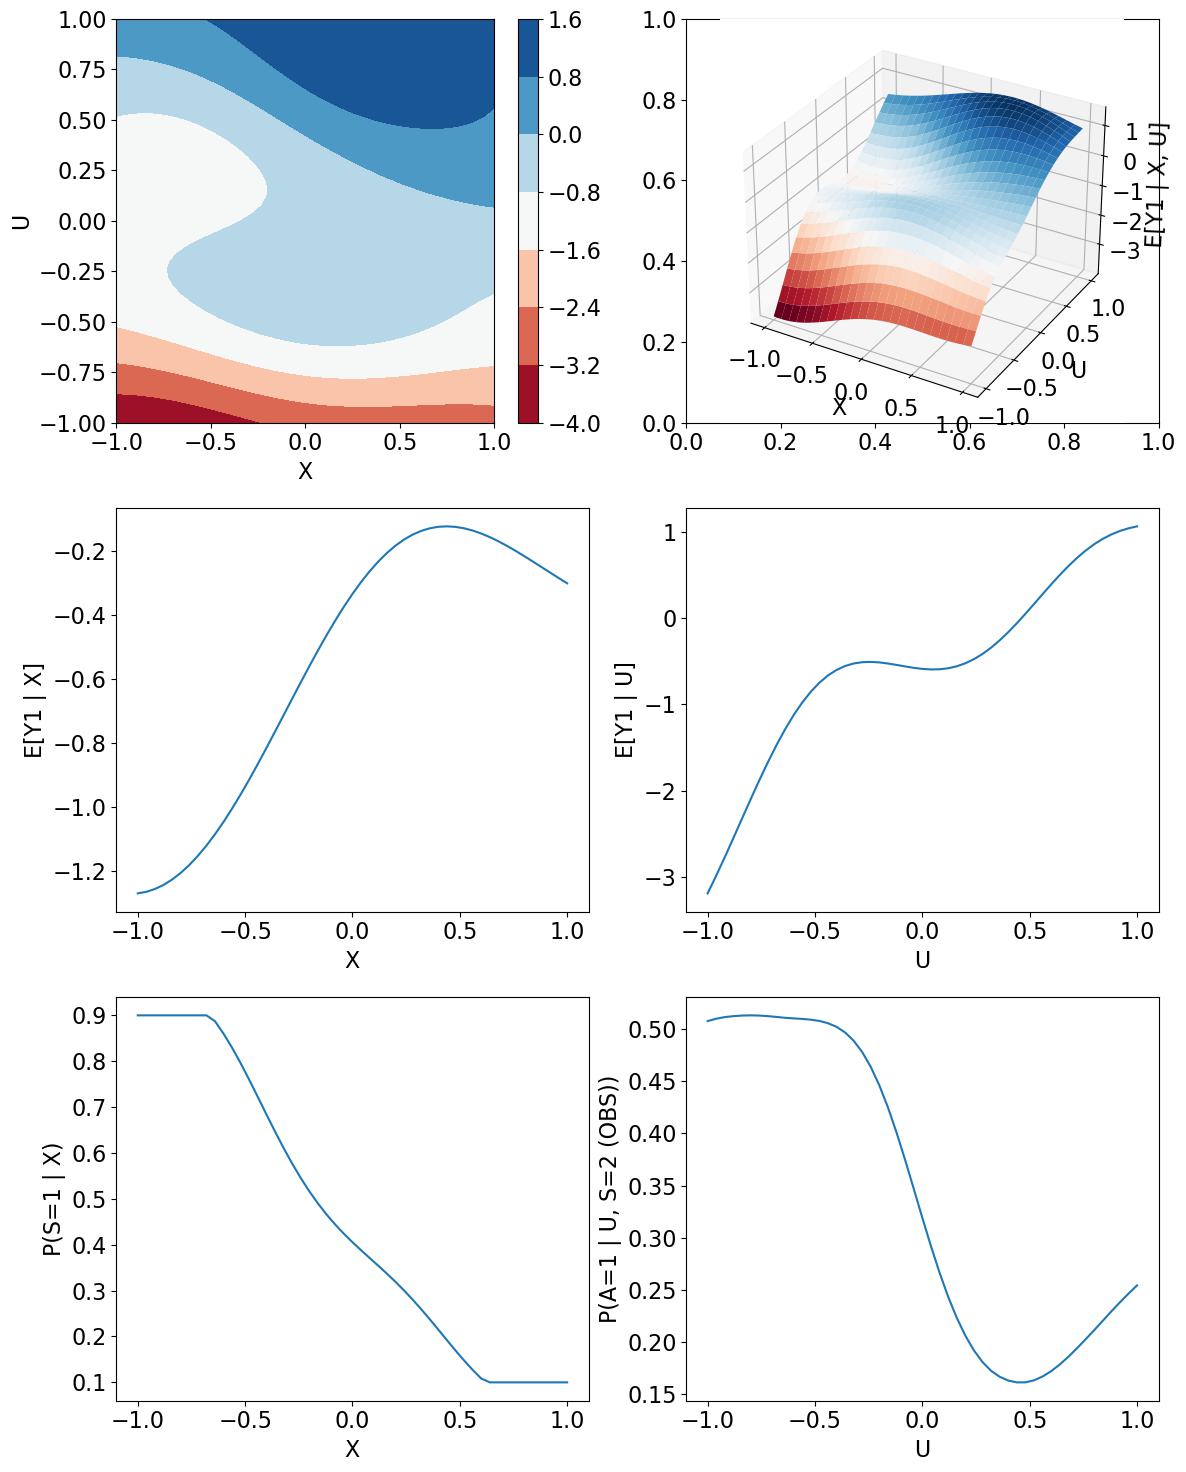 1.00
0.75
0.50
0.25
0.00
−0.25
−0.50
−0.75
−1.00
U
−1.0 −0.5 0.0 0.5 1.0
X
1.6
0.8
0.0
−0.8
−1.6
−2.4
−3.2
−4.0
1.0
0.8
0.6
0.4
0.2
0.0
0.0 0.2 0.4 0.6 0.8 1.0
−1.0 −0.5 0.0 0.5 1.0
X
−1.0 −0.5 0.0 0.5 1.0
U
1
0
−1
−2
−3
E[Y1 | X, U]
−0.2
−0.4
−0.6
−0.8
−1.0
−1.2
E[Y1 | X]
−1.0 −0.5 0.0 0.5 1.0
X
1
0
−1
−2
−3
E[Y1 | U]
−1.0 −0.5 0.0 0.5 1.0
U
0.9
0.8
0.7
0.6
0.5
0.4
0.3
0.2
0.1
P(S=1 | X)
−1.0 −0.5 0.0 0.5 1.0
X
0.50
0.45
0.40
0.35
0.30
0.25
0.20
0.15
P(A=1 | U, S=2 (OBS))
−1.0 −0.5 0.0 0.5 1.0
U